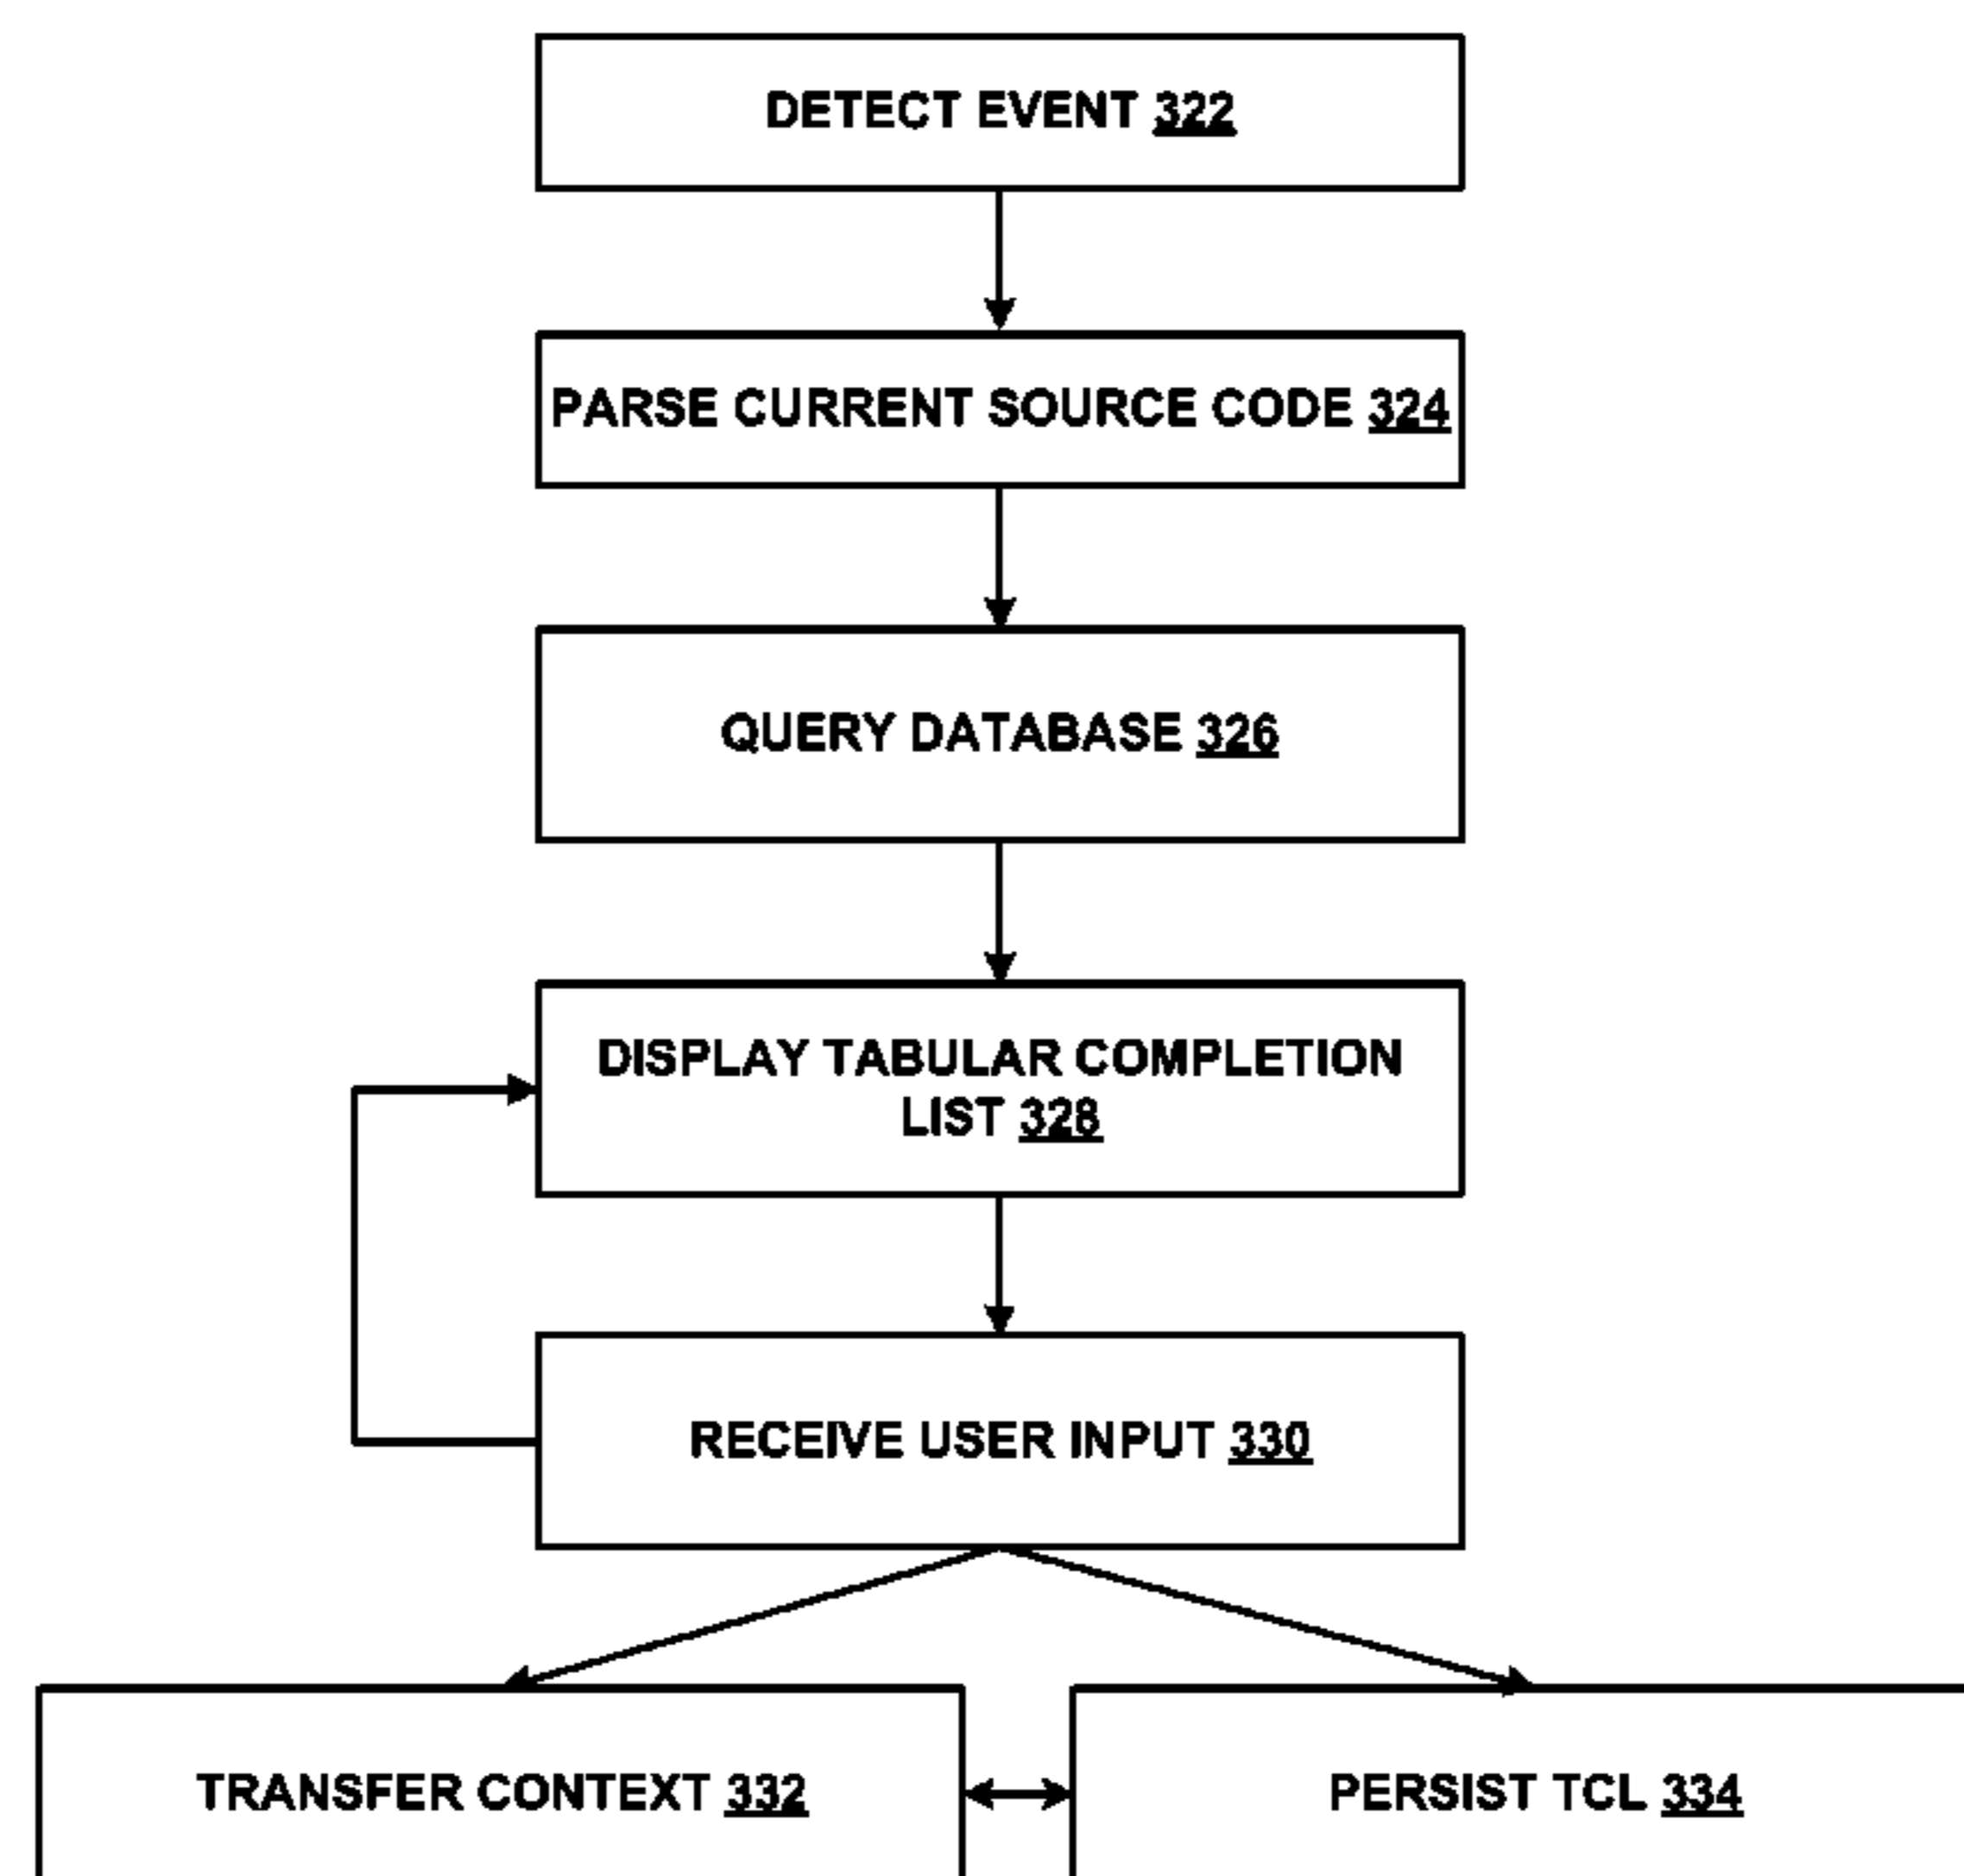 DETECT EVENT 322
PARSE CURRENT SOURCE CODE 324
QUERY DATABASE 326
DISPLAY TABULAR COMPLETION
LIST 328
RECEIVE USER INPUT 330
TRANSFER CONTEXT 332
PERSIST TCL 334